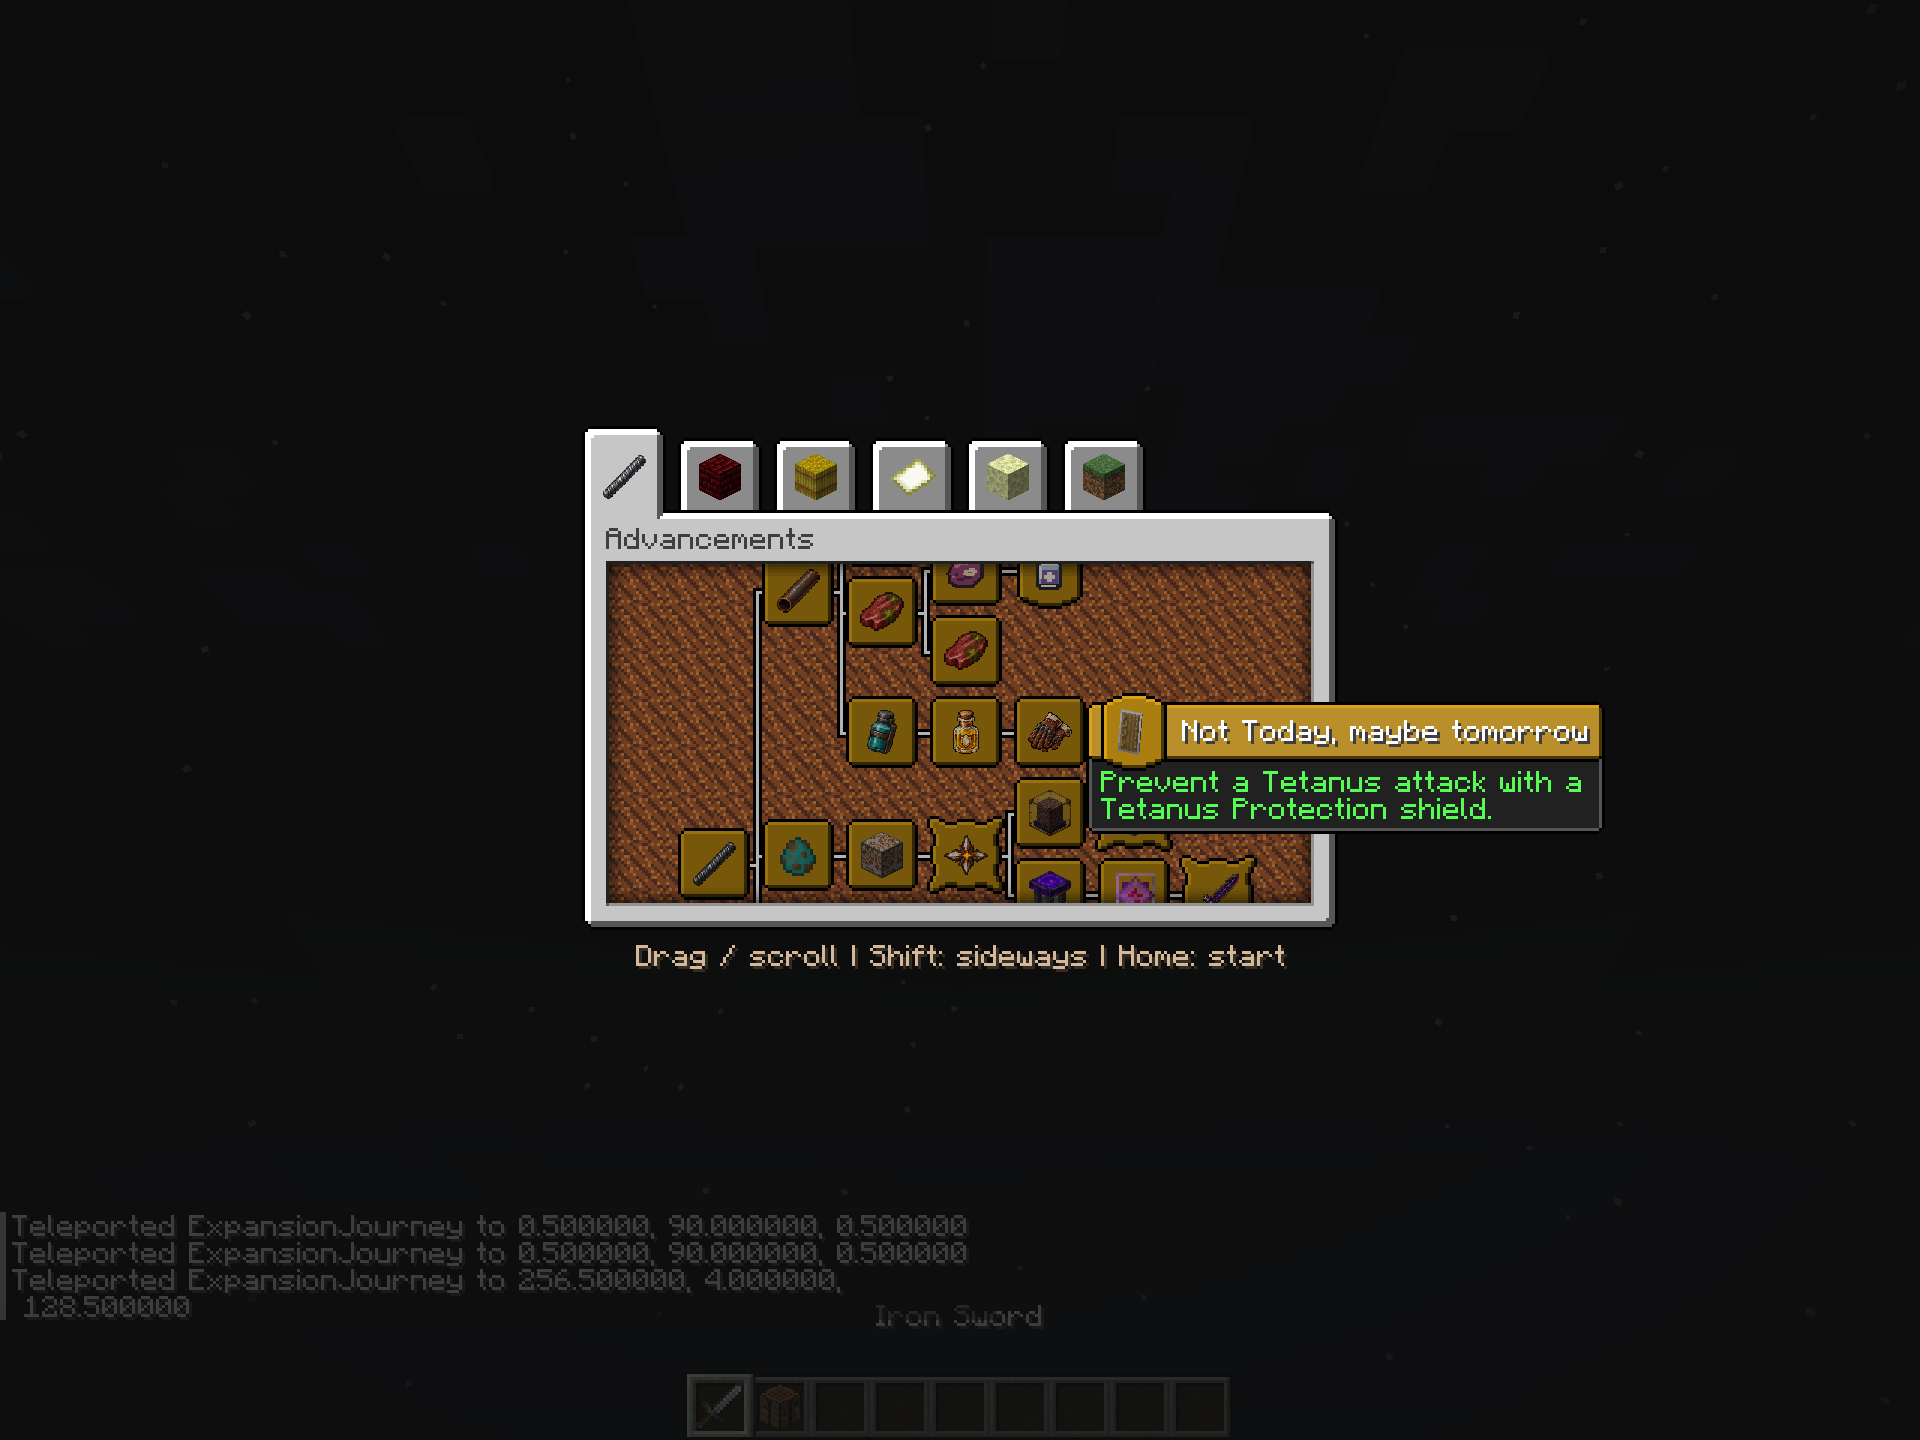 Advancements
Not Today, maybe tomorrow
Prevent a Tetanus attack with a
Tetanus Protection shield.
Drag / scroll | Shift: sideways | Home: start
Teleported ExpansionJourney to 0.500000, 90.000000, 0.500000
Teleported ExpansionJourney to 0.500000, 90.000000, 0.500000
Teleported ExpansionJourney to 256.500000, 4.000000,
128.500000
Iron Sword